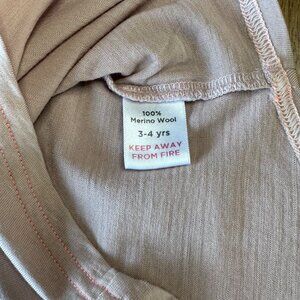 100%
Merino Wool
3-4 yrs
KEEP AWAY
FROM FIRE